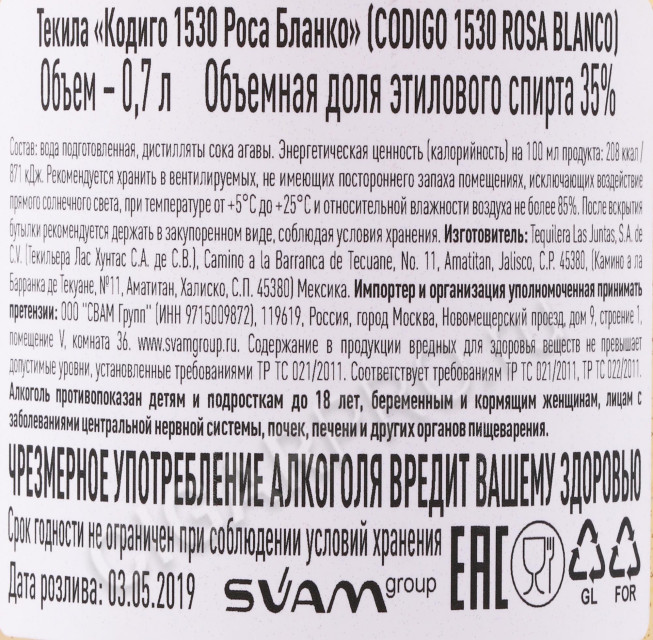 Текила «Кодиго 1530 Роса Бланко» (CODIGO 1530 ROSA BLANCO)
Объем – 0,7 л Объемная доля этилового спирта 35%
Состав: вода подготовленная, дистилляты сока агавы. Энергетическая ценность (калорийность) на 100 мл продукта: 208 ккал /
871 кДж. Рекомендуется хранить в вентилируемых, не имеющих постороннего запаха помещениях, исключающих воздействие
прямого солнечного света, при температуре от +5°С до +25°С и относительной влажности воздуха не более 85%. После вскрытия
бутылки рекомендуется держать в закупоренном виде, соблюдая условия хранения. Изготовитель: Tequilera Las Juntas, S.A. de
C.V. (Текильера Лас Хунтас С.А. де С.В.), Camino a la Barranca de Tecuane, No. 11, Amatitan, Jalisco, C.P. 45380, (Камино а ла
Барранка де Текуане, №11, Аматитан, Халиско, С.П. 45380) Мексика. Импортер и организация уполномоченная принимать
претензии: ООО "СВАМ Групп" (ИНН 9715009872), 119619, Россия, город Москва, Новомещерский проезд, дом 9, строение 1,
помещение V, комната 36. www.svamgroup.ru. Содержание в продукции вредных для здоровья веществ не превышает
допустимые уровни, установленные требованиями ТР ТС 021/2011. Соответствует требованиям ТР ТС 021/2011, ТР ТС 022/2011.
Алкоголь противопоказан детям и подросткам до 18 лет, беременным и кормящим женщинам, лицам с
заболеваниями центральной нервной системы, почек, печени и других органов пищеварения.
ЧРЕЗМЕРНОЕ УПОТРЕБЛЕНИЕ АЛКОГОЛЯ ВРЕДИТ ВАШЕМУ ЗДОРОВЬЮ
Срок годности не ограничен при соблюдении условий хранения
Дата розлива: 03.05.2019 SVAM group EAC GL FOR